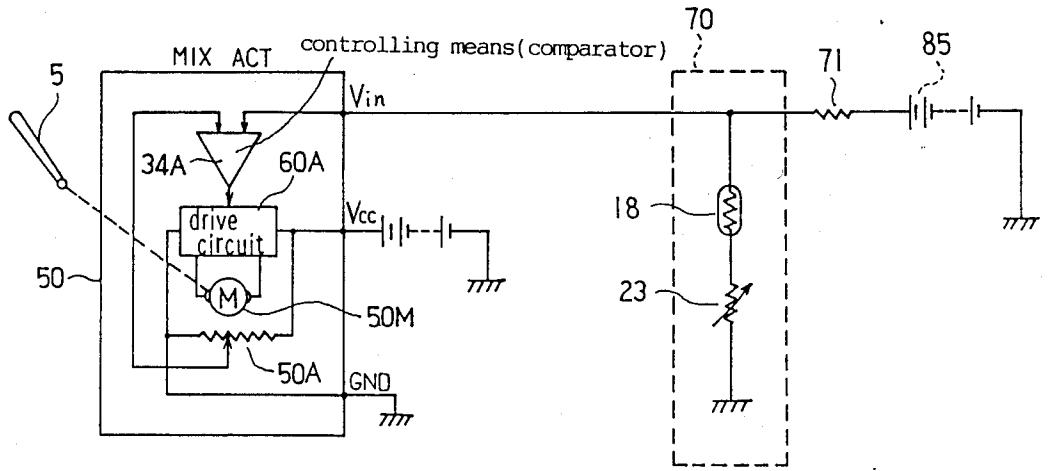 70
85
71
5
MIX ACT
controlling means(comparator)
Vin
34A
60A
drive
circuit
Vcc
18
50
M
50M
23
50A
GND